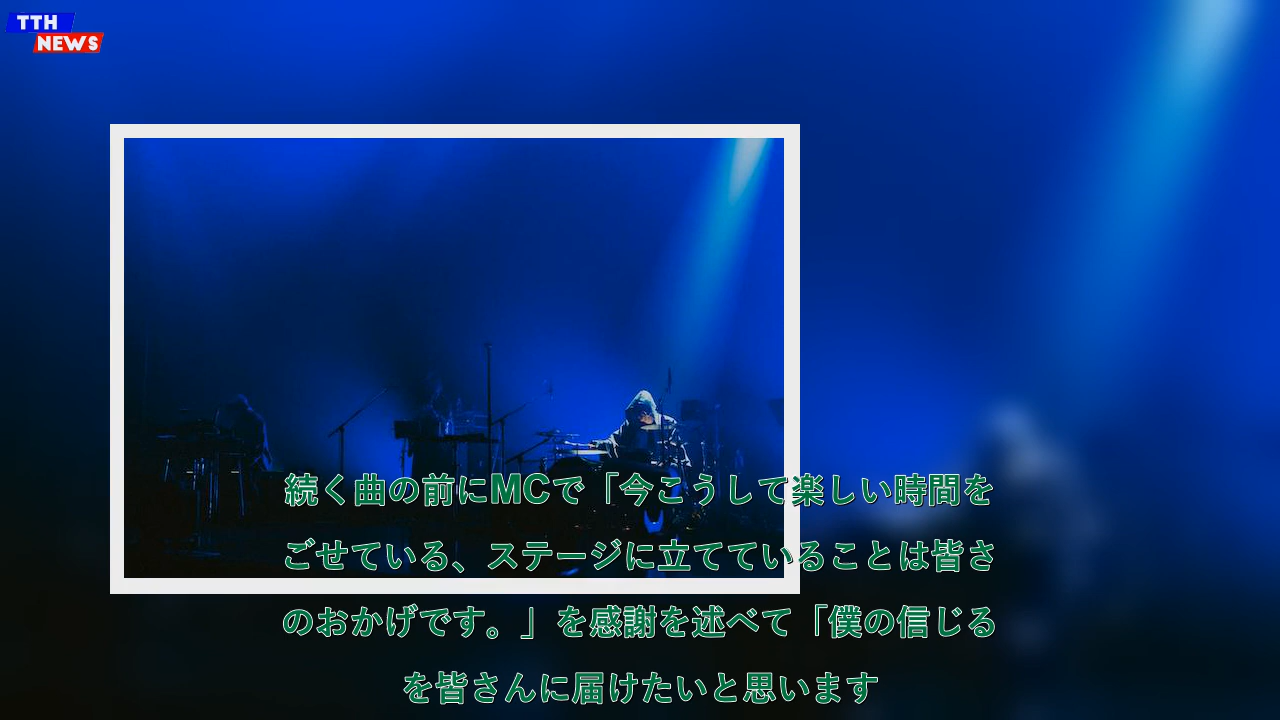 TTH
NEWS
続く曲の前にMCで「今こうして楽しい時間を
ごせている、ステージに立てていることは皆さ
のおかげです。」を感謝を述べて「僕の信じる
を皆さんに届けたいと思います